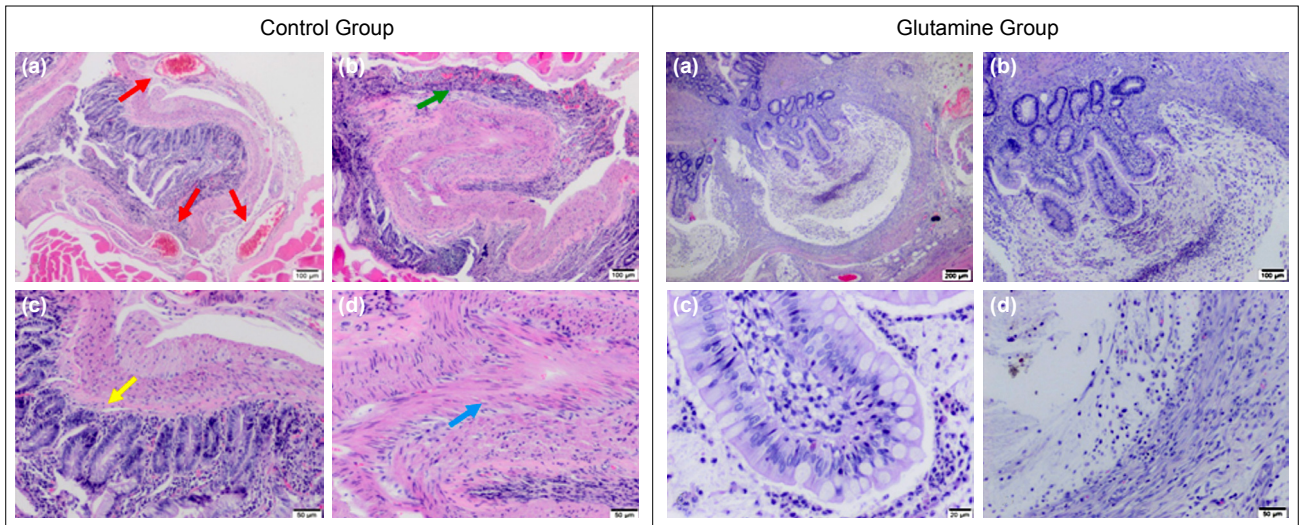 Control Group
Glutamine Group
(a)
(b)
(a)
(b)
100 µm
100 µm
200 µm
100 µm
(c)
(d)
(c)
(d)
50 µm
50 µm
20 µm
50 µm